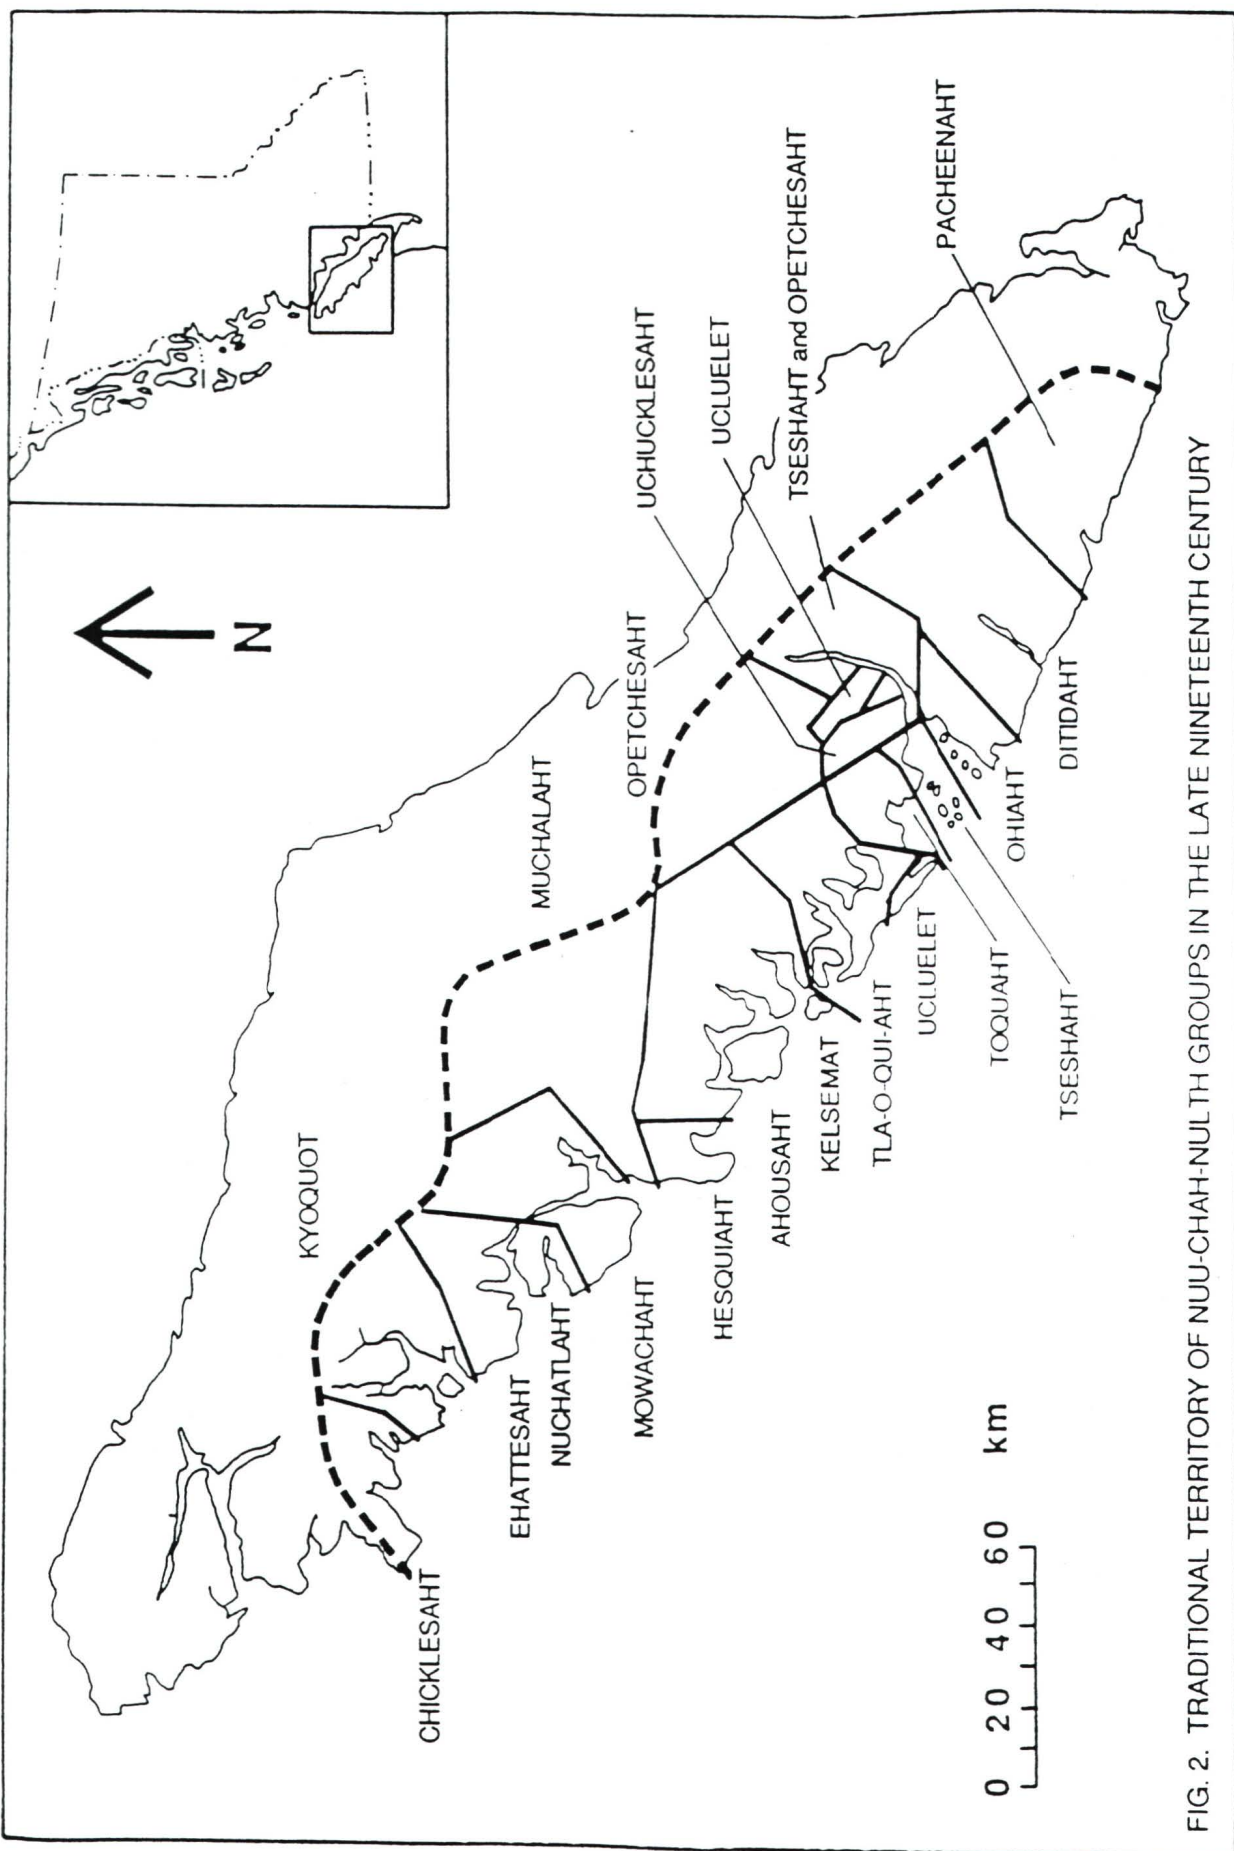 N
KYOQUOT
MUCHALAHT
OPETCHESAHT
UCHUCKLESAHT
UCLUELET
TSESHAHT and OPETCHESAHT
PACHEENAHT
CHICKLESAHT
EHATTESAHT
NUCHATLAHT
MOWACHAHT
HESQUIAHT
AHOUSAHT
KELSEMAT
TLA-O-QUI-AHT
UCLUELET
TOQUAHT
TSESHAHT
OHIAHT
DITIDAHT
0 20 40 60 km
FIG. 2. TRADITIONAL TERRITORY OF NUU-CHAH-NULTH GROUPS IN THE LATE NINETEENTH CENTURY